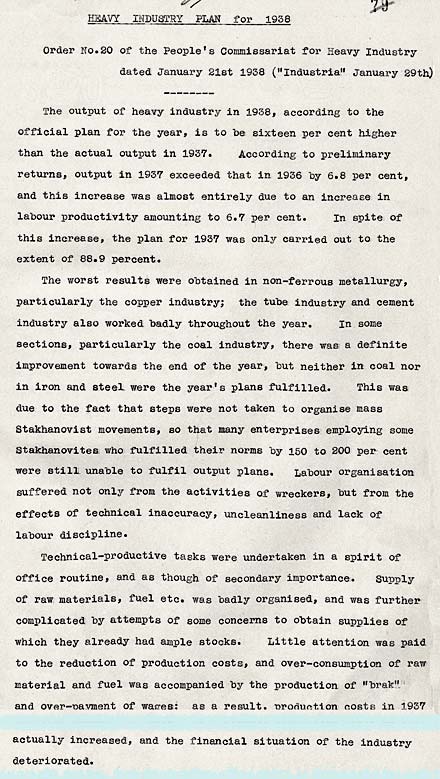 HEAVY INDUSTRY PLAN for 1938
Order No.20 of the People's Commissariat for Heavy Industry
dated January 21st 1938 ("Industria" January 29th)
--------
The output of heavy industry in 1938, according to the
official plan for the year, is to be sixteen per cent higher
than the actual output in 1937. According to preliminary
returns, output in 1937 exceeded that in 1936 by 6.8 per cent,
and this increase was almost entirely due to an increase in
labour productivity amounting to 6.7 per cent. In spite of
this increase, the plan for 1937 was only carried out to the
extent of 88.9 percent.
The worst results were obtained in non-ferrous metallurgy,
particularly the copper industry; the tube industry and cement
industry also worked badly throughout the year. In some
sections, particularly the coal industry, there was a definite
improvement towards the end of the year, but neither in coal nor
in iron and steel were the year's plans fulfilled. This was
due to the fact that steps were not taken to organise mass
Stakhanovist movements, so that many enterprises employing some
Stakhanovites who fulfilled their norms by 150 to 200 per cent
were still unable to fulfil output plans. Labour organisation
suffered not only from the activities of wreckers, but from the
effects of technical inaccuracy, uncleanliness and lack of
labour discipline.
Technical-productive tasks were undertaken in a spirit of
office routine, and as though of secondary importance. Supply
of raw materials, fuel etc. was badly organised, and was further
complicated by attempts of some concerns to obtain supplies of
which they already had ample stocks. Little attention was paid
to the reduction of production costs, and over-consumption of raw
material and fuel was accompanied by the production of "brak"
and over-payment of wages: as a result, production costs in 1937
actually increased, and the financial situation of the industry
deteriorated.